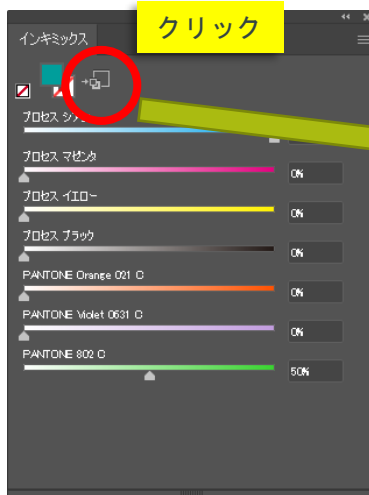 クリック
インキミックス
プロセス シアン
プロセス マゼンタ
0%
プロセス イエロー
0%
プロセス ブラック
0%
PANTONE Orange 021 C
0%
PANTONE Violet 0631 C
0%
PANTONE 802 C
50%